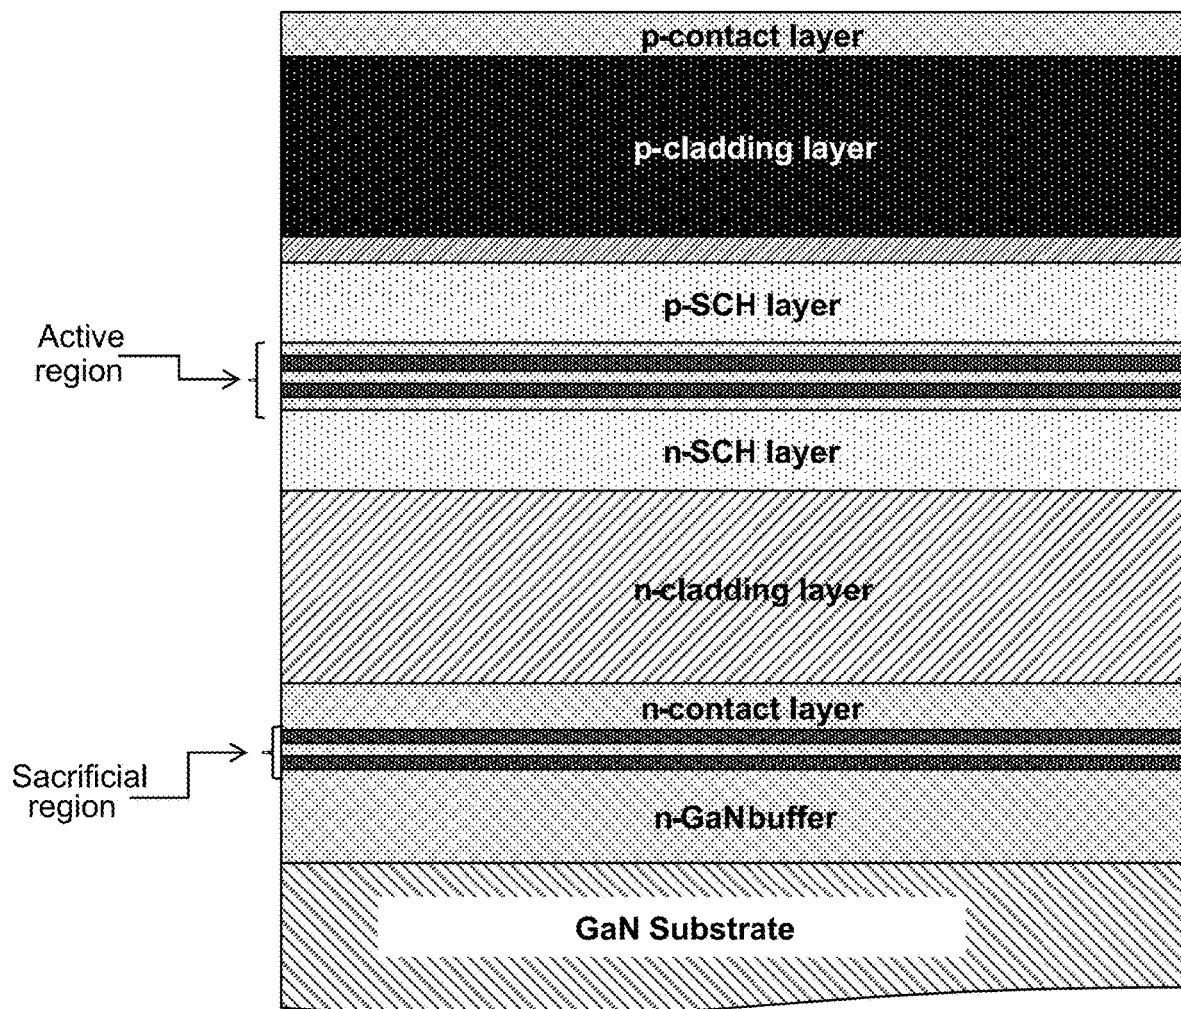 p-contact layer
p-cladding layer
p-SCH layer
Active
region
n-SCH layer
n-cladding layer
n-contact layer
Sacrificial
region
n-GaNbuffer
GaN Substrate